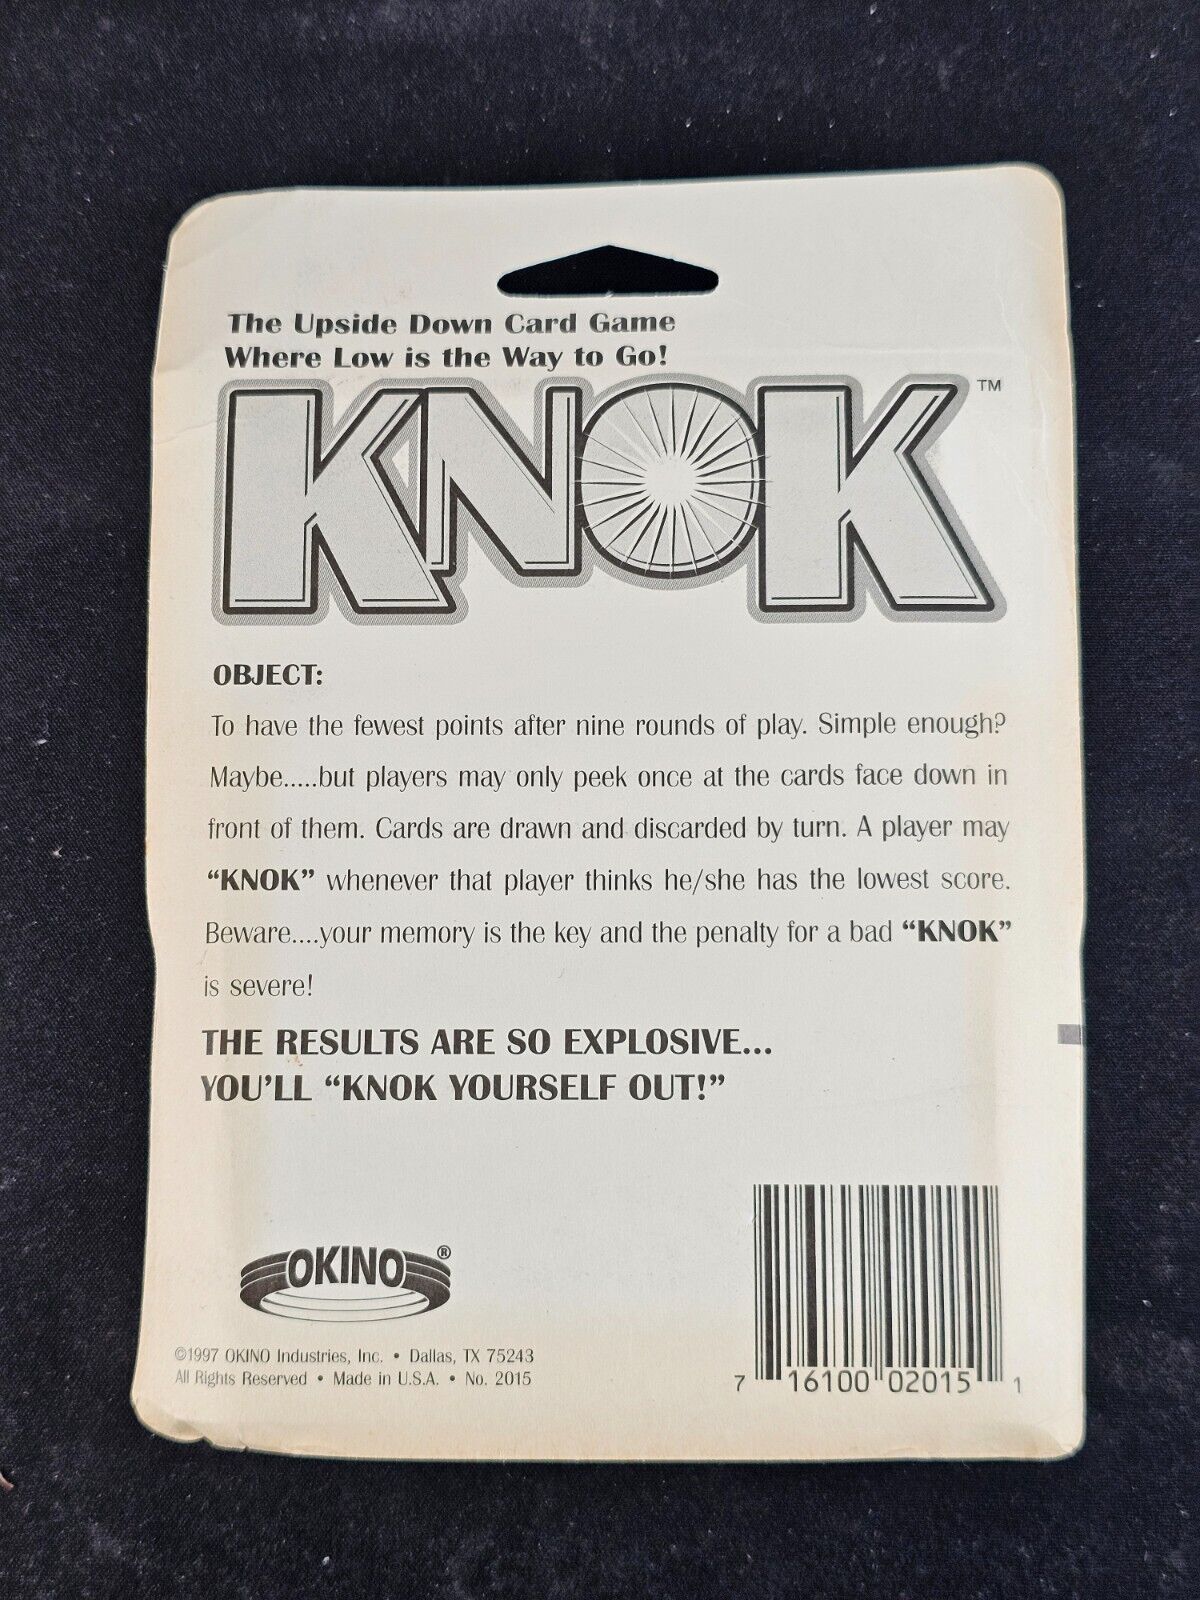 The Upside Down Card Game
Where Low is the Way to Go!
KNOK™
OBJECT:
To have the fewest points after nine rounds of play. Simple enough?
Maybe.....but players may only peek once at the cards face down in
front of them. Cards are drawn and discarded by turn. A player may
“KNOK” whenever that player thinks he/she has the lowest score.
Beware....your memory is the key and the penalty for a bad “KNOK”
is severe!
THE RESULTS ARE SO EXPLOSIVE...
YOU’LL “KNOK YOURSELF OUT!”
OKINO®
©1997 OKINO Industries, Inc. • Dallas, TX 75243
All Rights Reserved • Made in U.S.A. • No. 2015
7 16100 02015 1